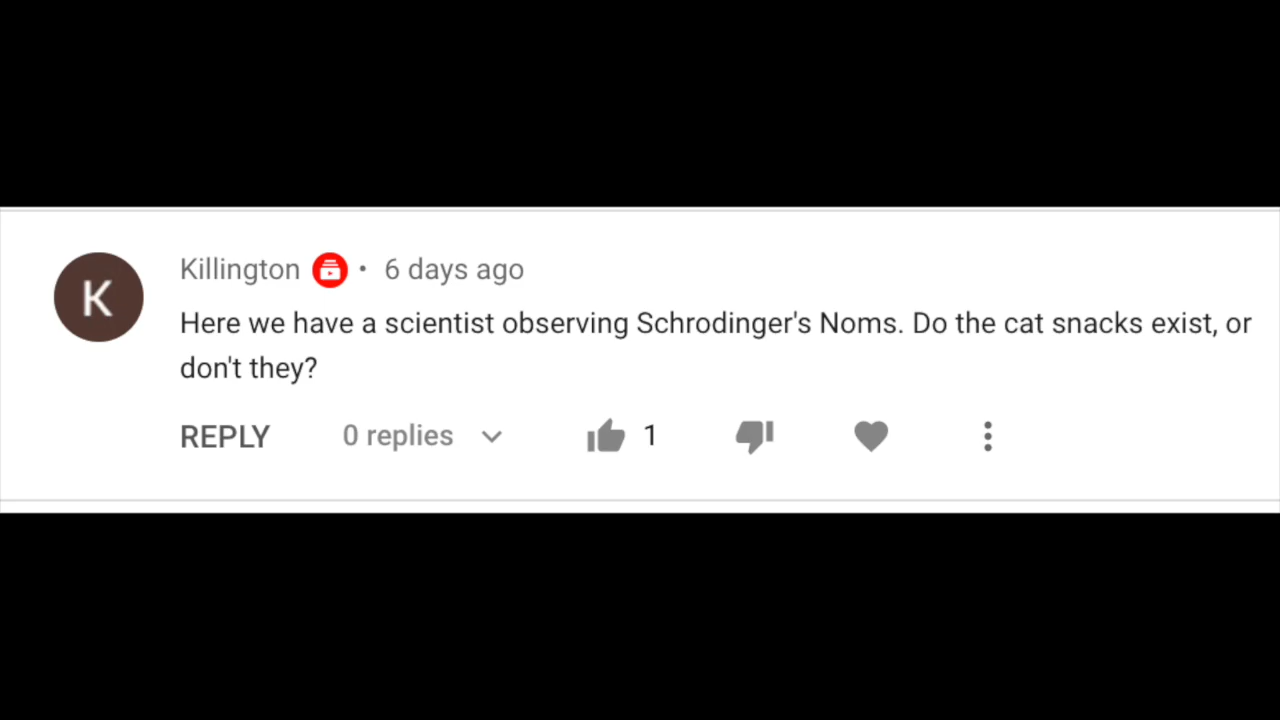 K
Killington • 6 days ago
Here we have a scientist observing Schrodinger's Noms. Do the cat snacks exist, or
don't they?
REPLY 0 replies 1